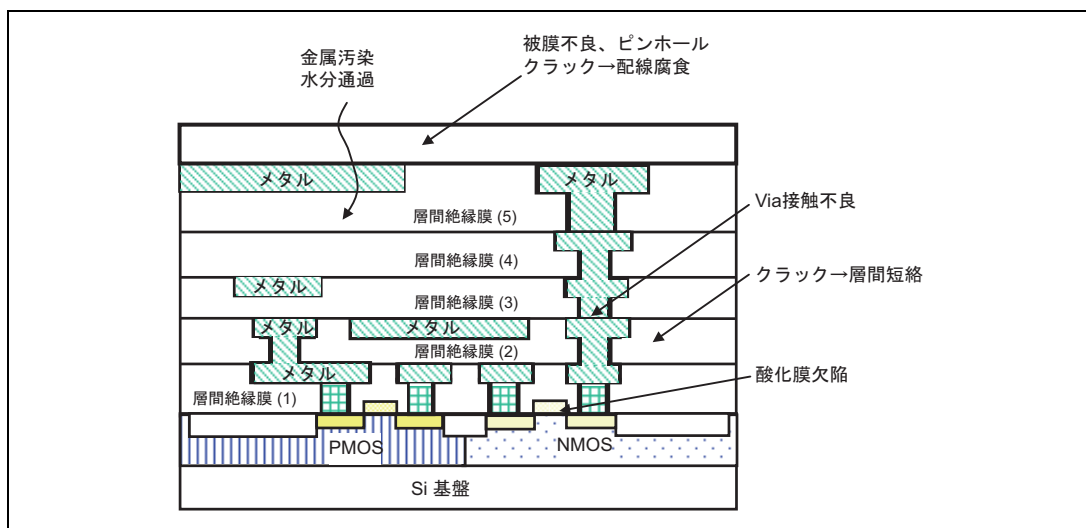 金属汚染
水分通過
被膜不良、ピンホール
クラック→配線腐食
メタル
メタル
Via接触不良
層間絶縁膜 (5)
層間絶縁膜 (4)
クラック→層間短絡
メタル
層間絶縁膜 (3)
メタル
メタル
層間絶縁膜 (2)
メタル
酸化膜欠陥
層間絶縁膜 (1)
PMOS
NMOS
Si 基盤